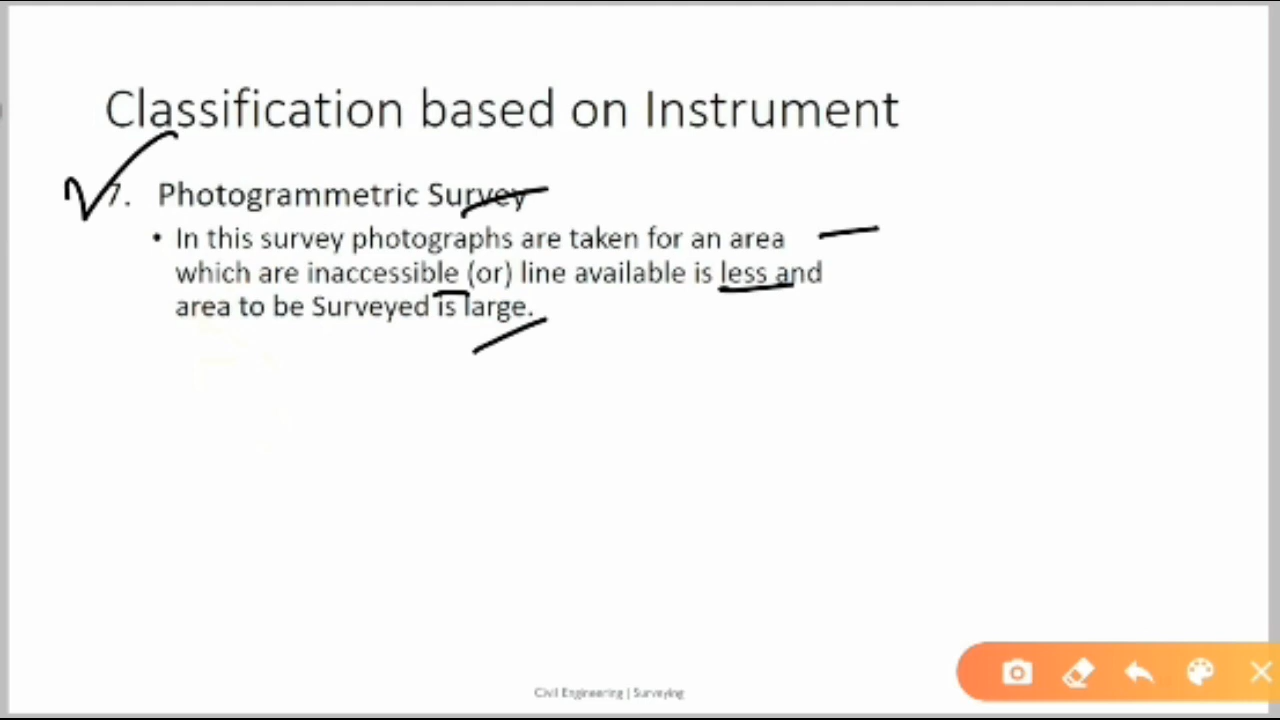 Classification based on Instrument
7. Photogrammetric Survey
• In this survey photographs are taken for an area
which are inaccessible (or) line available is less and
area to be Surveyed is large.
Civil Engineering | Surveying